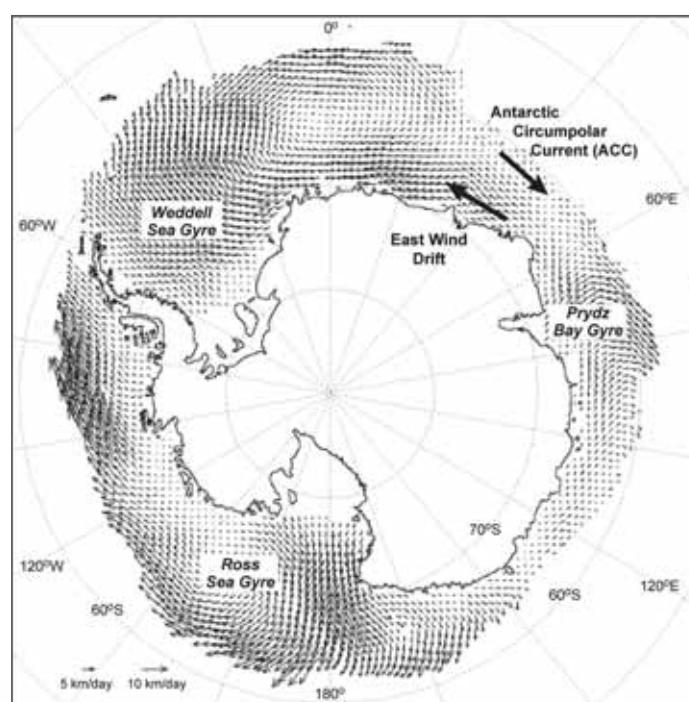 0º
Antarctic
Circumpolar
Current (ACC)
60ºE
60ºW
Weddell
Sea Gyre
East Wind
Drift
Prydz
Bay Gyre
70ºS
Ross
Sea Gyre
120ºW
60ºS
60ºS
120ºE
5 km/day 10 km/day
180º